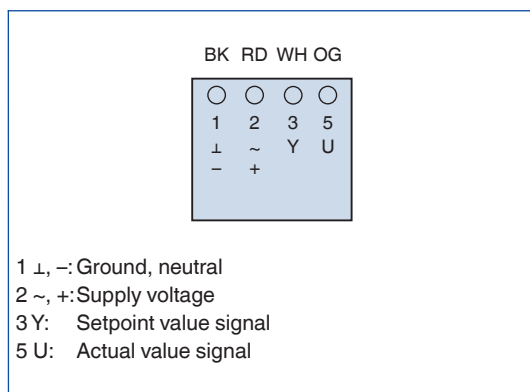 BK RD WH OG
1 2 3 5
⊥ ~ Y U
– +
1 ⊥, –: Ground, neutral
2 ~, +: Supply voltage
3 Y: Setpoint value signal
5 U: Actual value signal